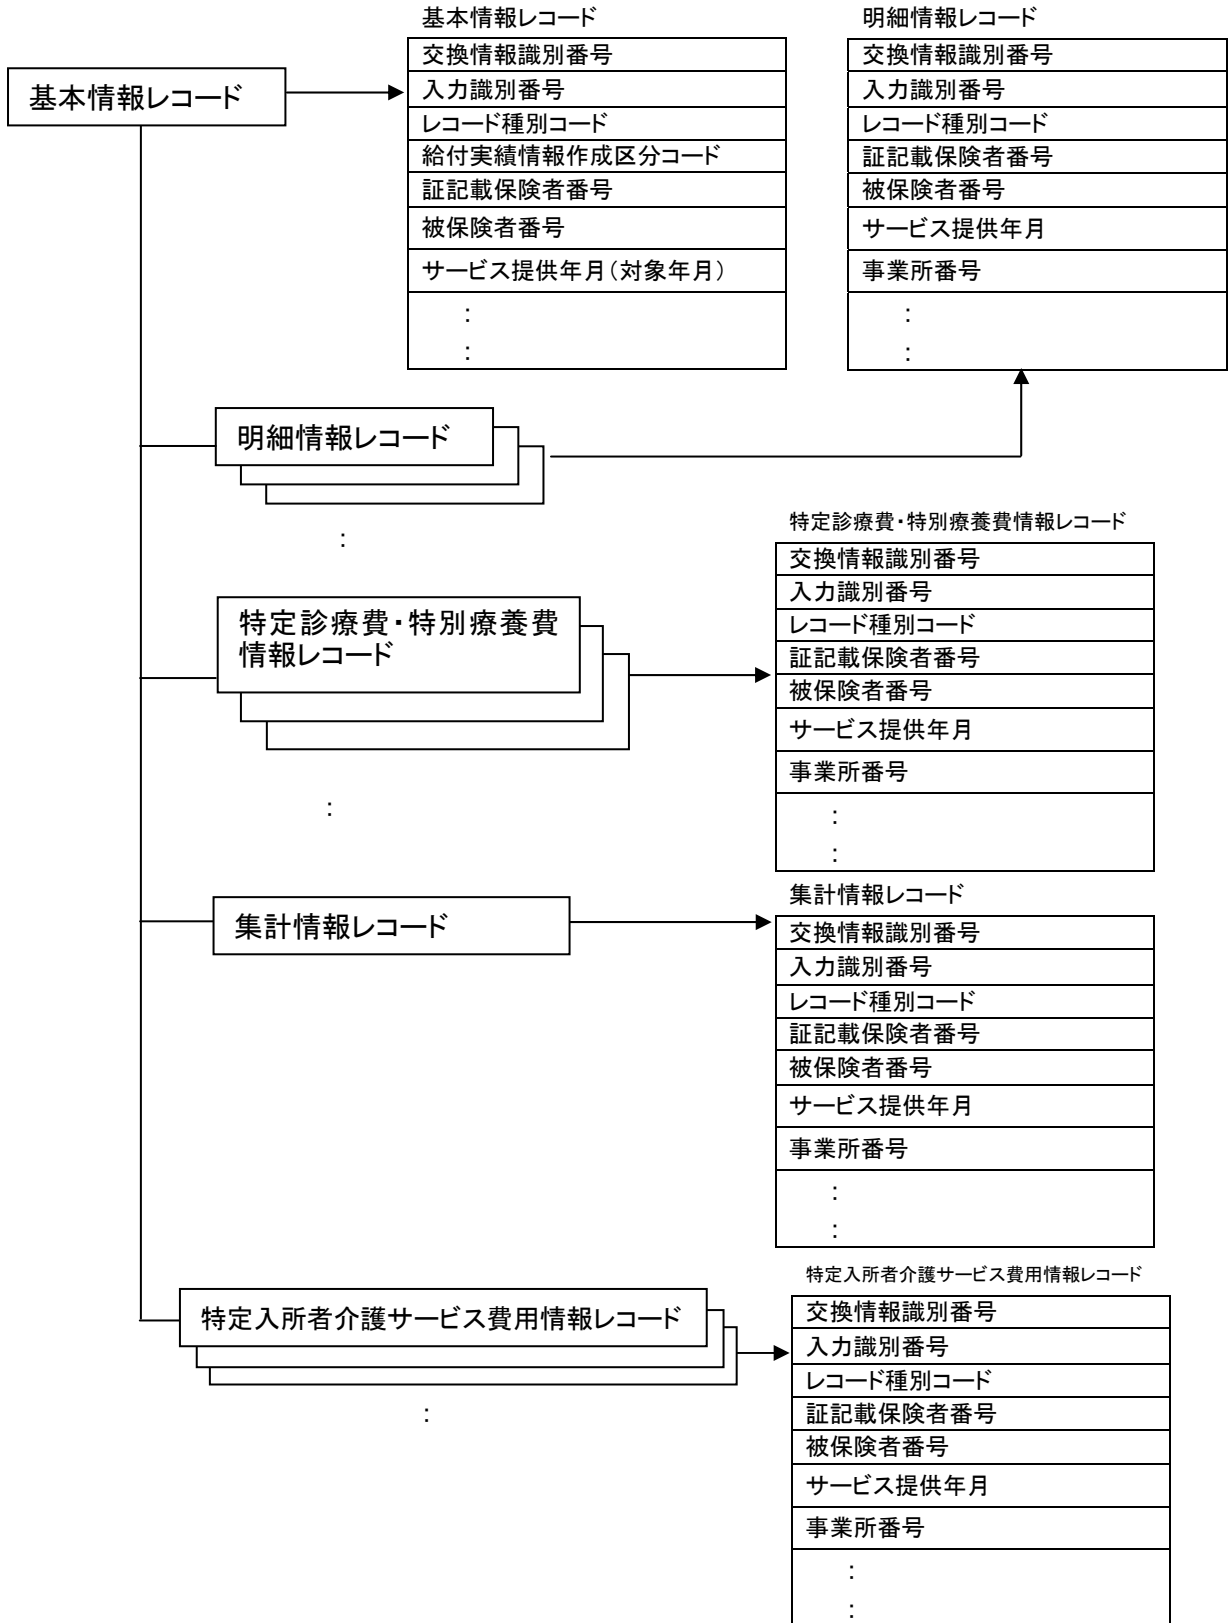 基本情報レコード
基本情報レコード
交換情報識別番号
入力識別番号
レコード種別コード
給付実績情報作成区分コード
証記載保険者番号
被保険者番号
サービス提供年月(対象年月)
:
:
明細情報レコード
交換情報識別番号
入力識別番号
レコード種別コード
証記載保険者番号
被保険者番号
サービス提供年月
事業所番号
:
:
明細情報レコード
:
特定診療費・特別療養費
情報レコード
:
特定診療費・特別療養費情報レコード
交換情報識別番号
入力識別番号
レコード種別コード
証記載保険者番号
被保険者番号
サービス提供年月
事業所番号
:
:
集計情報レコード
集計情報レコード
交換情報識別番号
入力識別番号
レコード種別コード
証記載保険者番号
被保険者番号
サービス提供年月
事業所番号
:
:
特定入所者介護サービス費用情報レコード
:
特定入所者介護サービス費用情報レコード
交換情報識別番号
入力識別番号
レコード種別コード
証記載保険者番号
被保険者番号
サービス提供年月
事業所番号
:
: